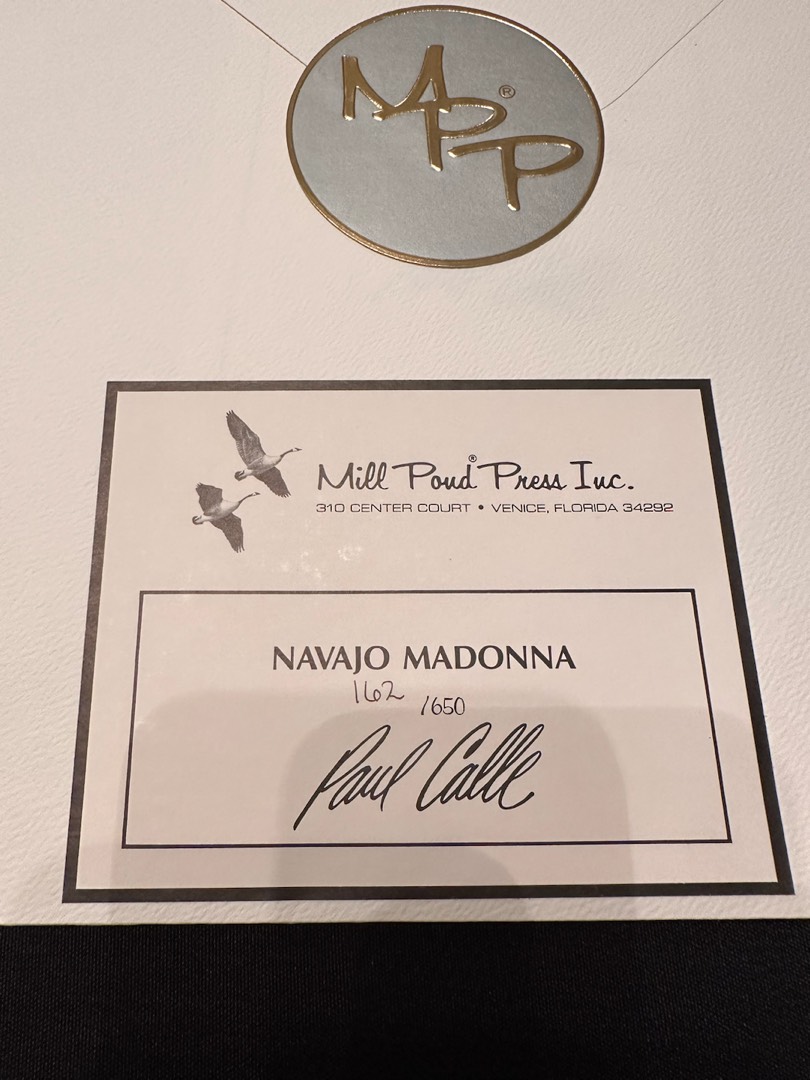 MPP®
Mill Pond® Press Inc.
310 CENTER COURT • VENICE, FLORIDA 34292
NAVAJO MADONNA
162 /650
Paul Calle